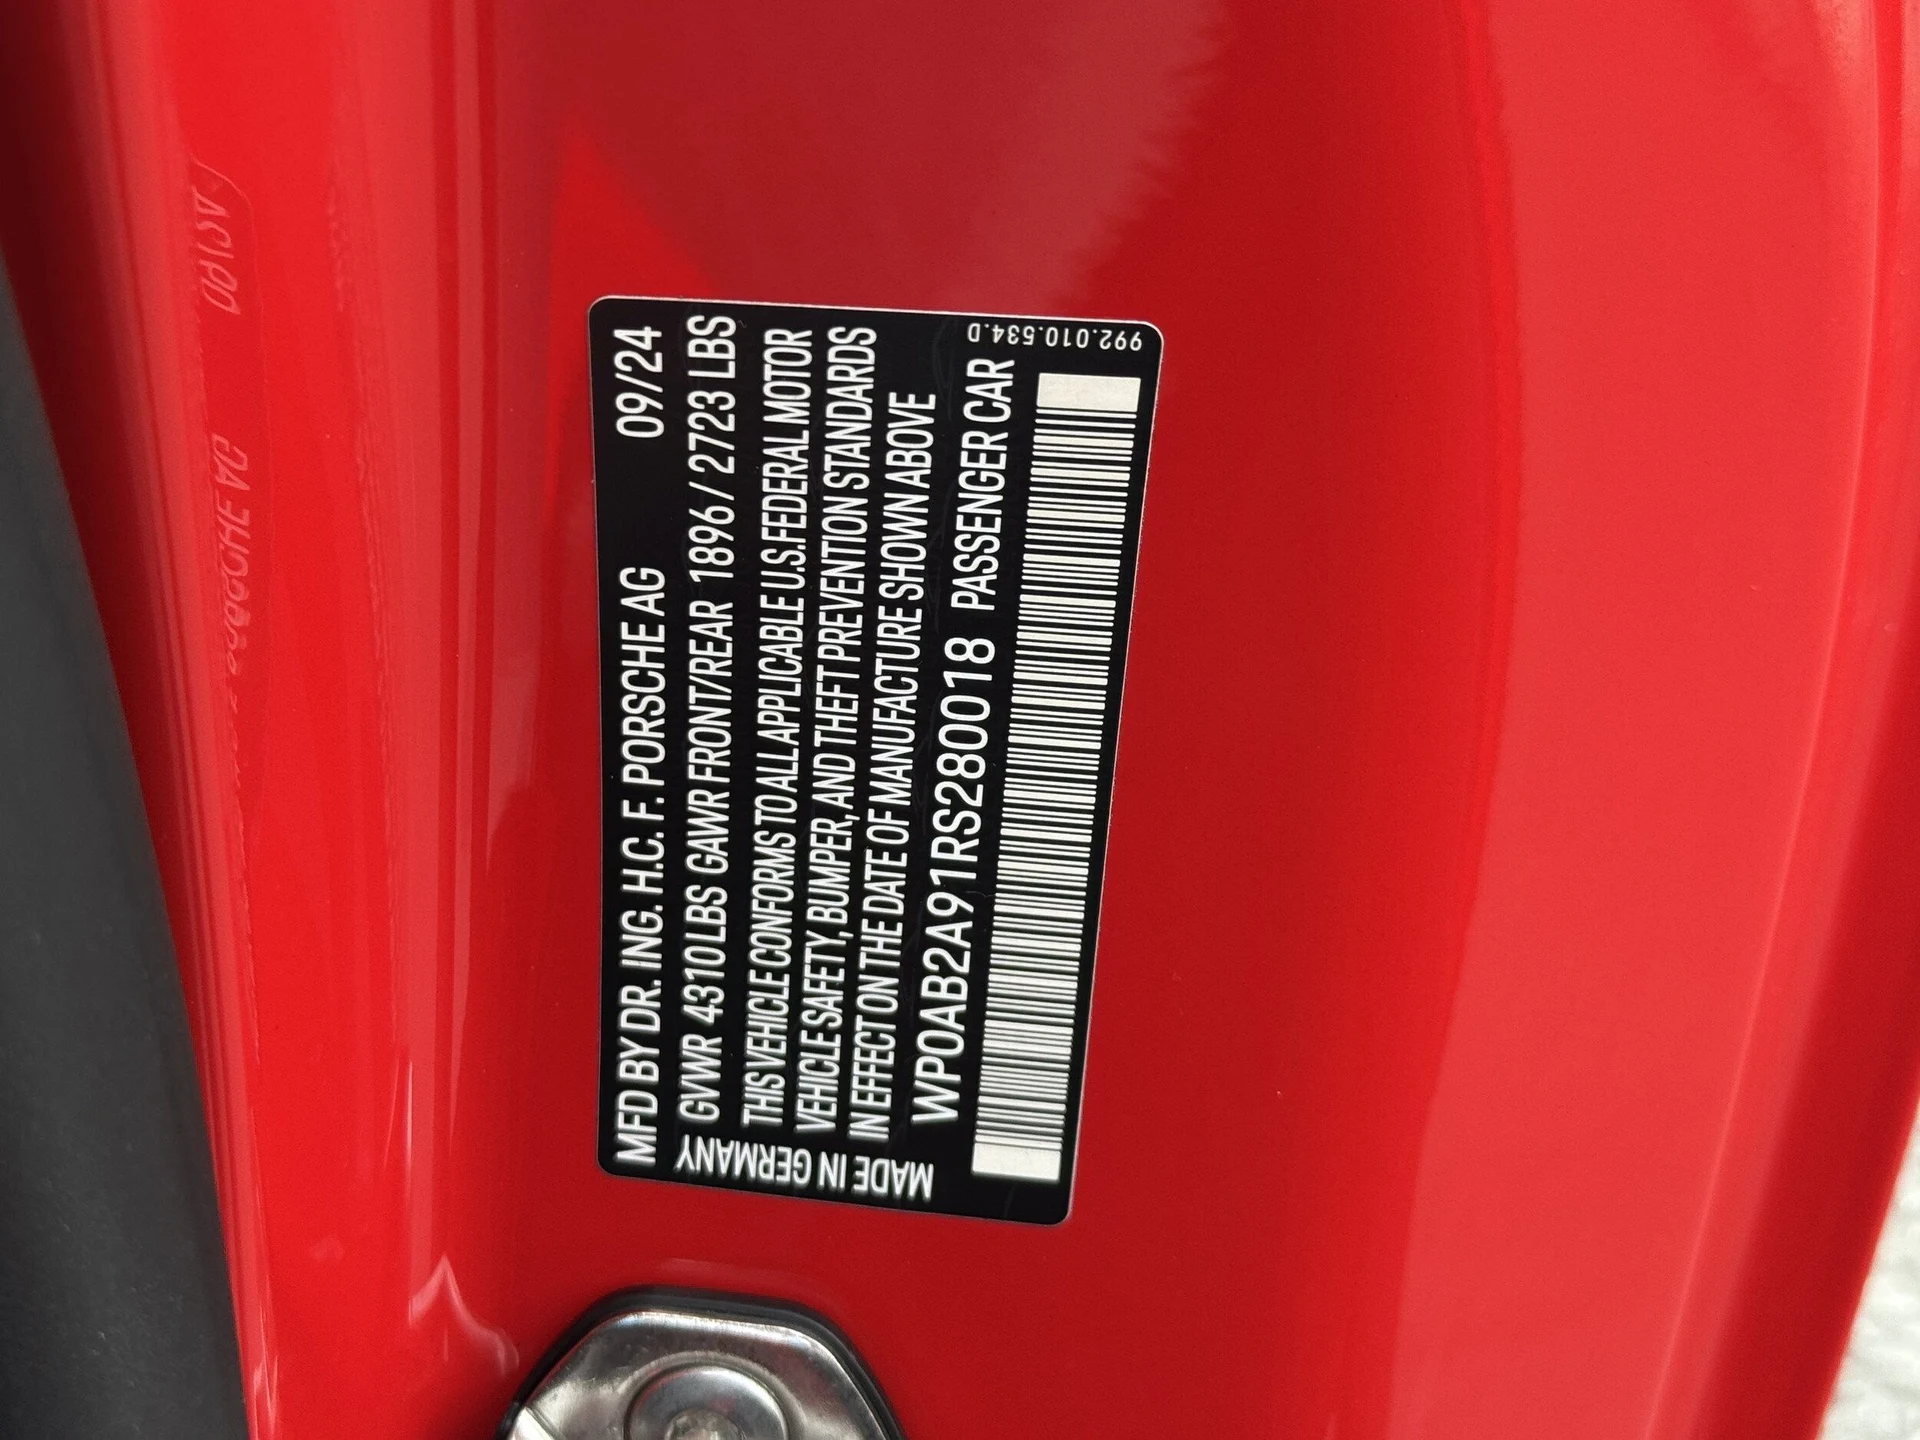 MFD BY DR. ING. H.C. F. PORSCHE AG 09/24
GVWR 4310LBS GAWR FRONT/REAR 1896 / 2723 LBS
THIS VEHICLE CONFORMS TO ALL APPLICABLE U.S.FEDERAL MOTOR
VEHICLE SAFETY, BUMPER, AND THEFT PREVENTION STANDARDS
IN EFFECT ON THE DATE OF MANUFACTURE SHOWN ABOVE
WP0AB2A91RS280018 PASSENGER CAR
MADE IN GERMANY
992.010.534.D